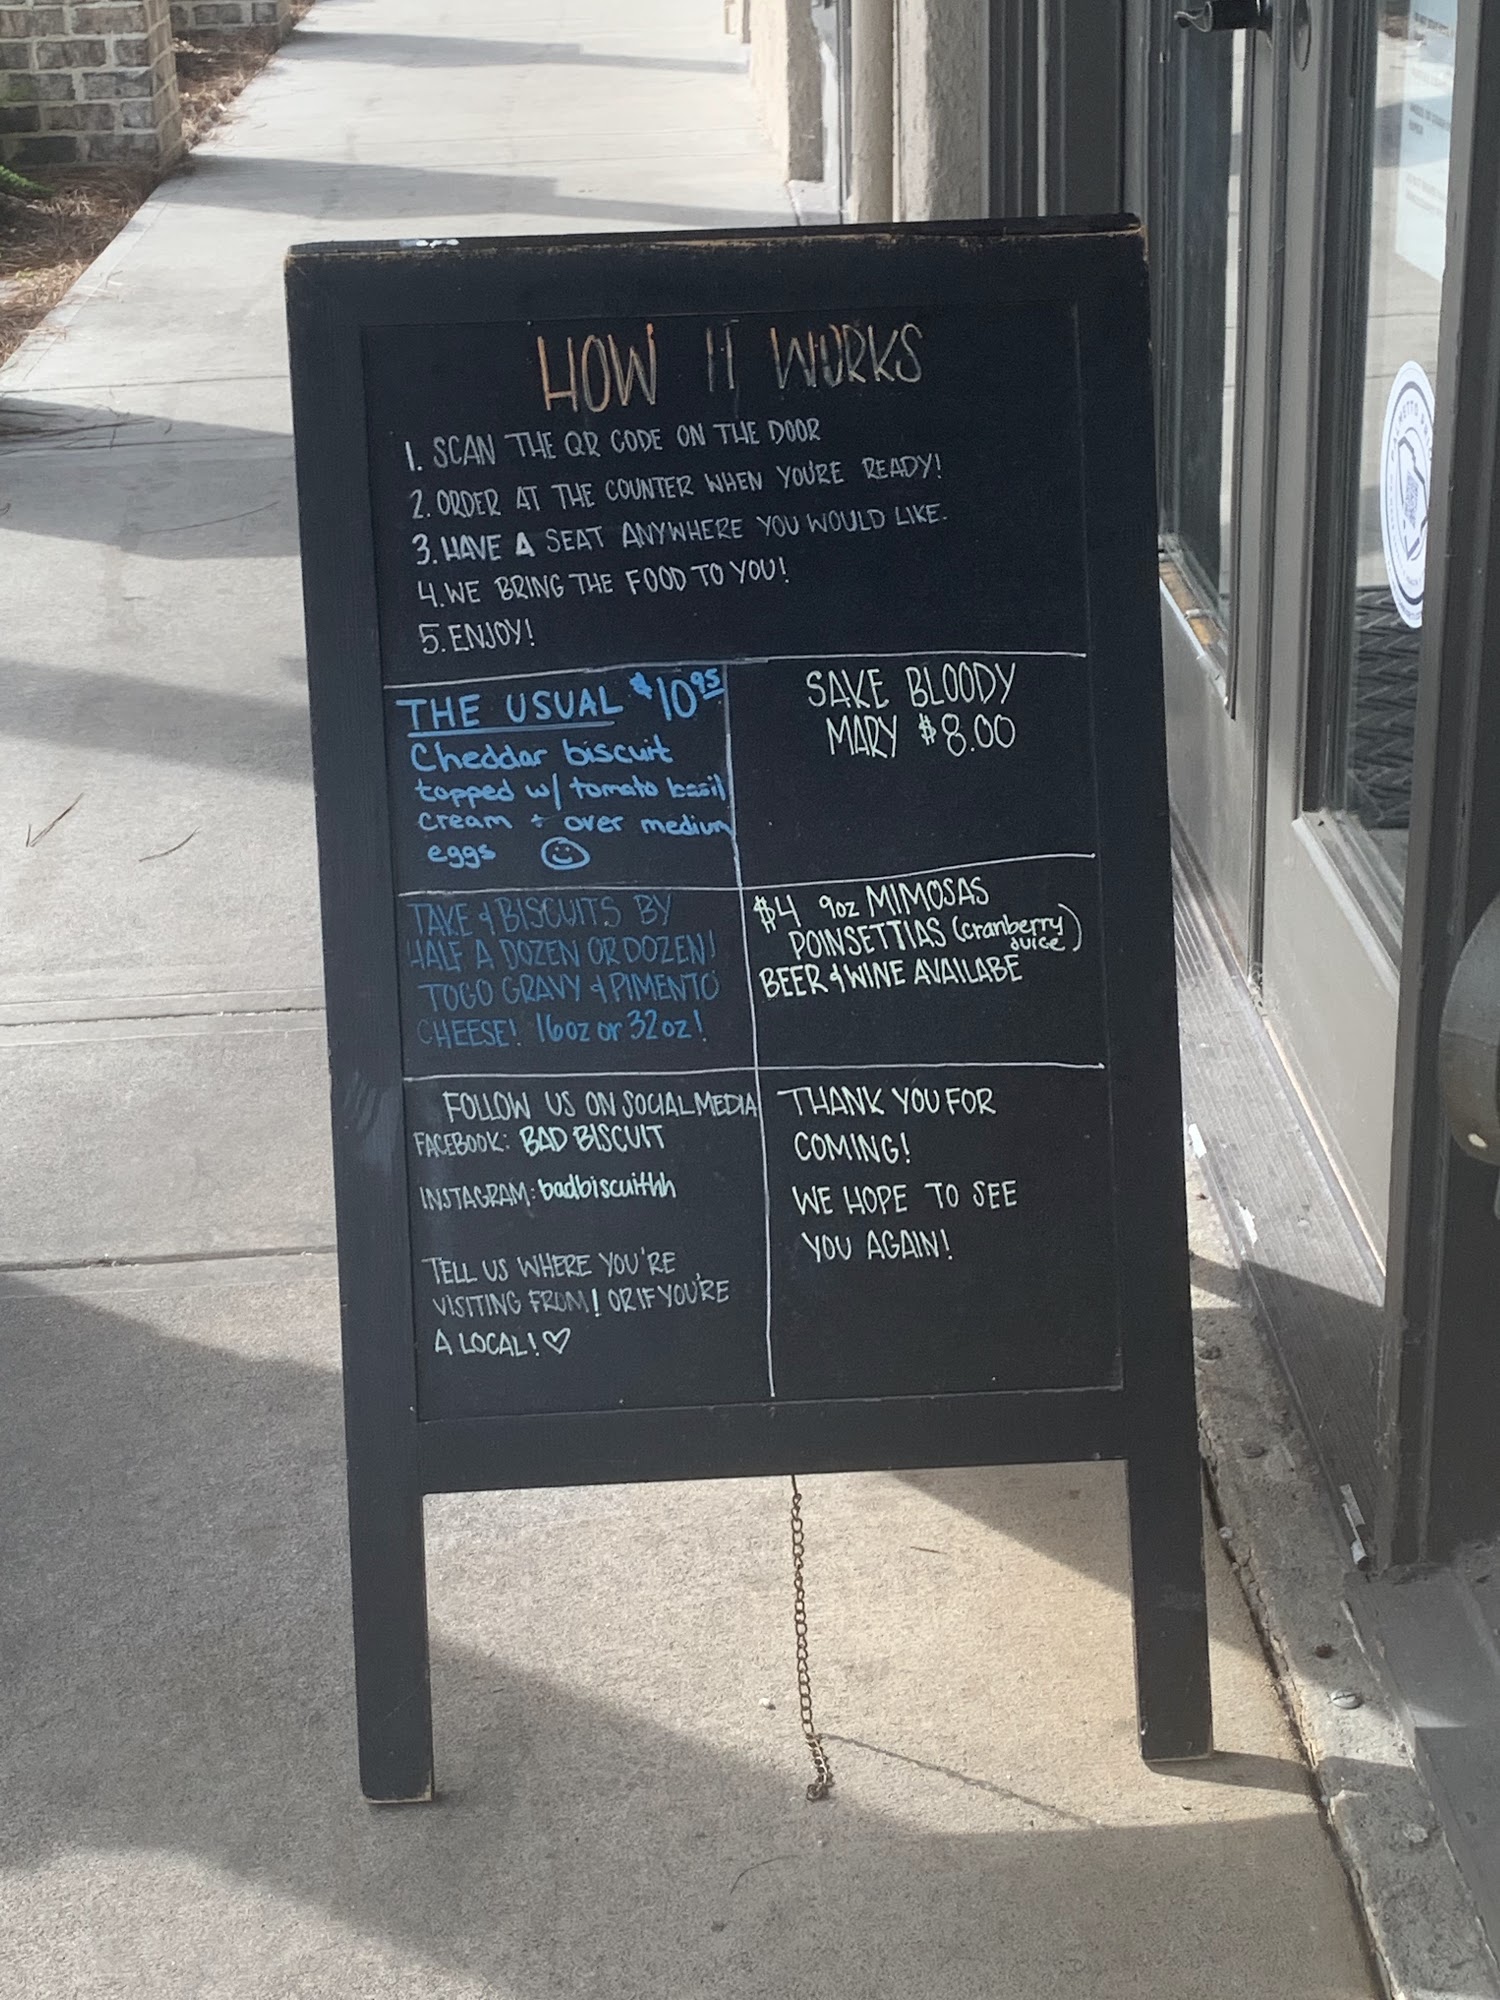 HOW IT WORKS
1. SCAN THE QR CODE ON THE DOOR
2. ORDER AT THE COUNTER WHEN YOU'RE READY!
3. HAVE A SEAT ANYWHERE YOU WOULD LIKE.
4. WE BRING THE FOOD TO YOU!
5. ENJOY!
THE USUAL $10.95
Cheddar biscuit
topped w/ tomato basil
cream + over medium
eggs
SAKE BLOODY
MARY $8.00
TAKE & BISCUITS BY
HALF A DOZEN OR DOZEN!
TOGO GRAVY & PIMENTO
CHEESE! 16oz or 32oz!
$4 9oz MIMOSAS
POINSETTIAS (cranberry
juice)
BEER & WINE AVAILABE
FOLLOW US ON SOCIAL MEDIA
FACEBOOK: BAD BISCUIT
INSTAGRAM: badbiscuithh
TELL US WHERE YOU'RE
VISITING FROM! OR IF YOU'RE
A LOCAL! ♡
THANK YOU FOR
COMING!
WE HOPE TO SEE
YOU AGAIN!